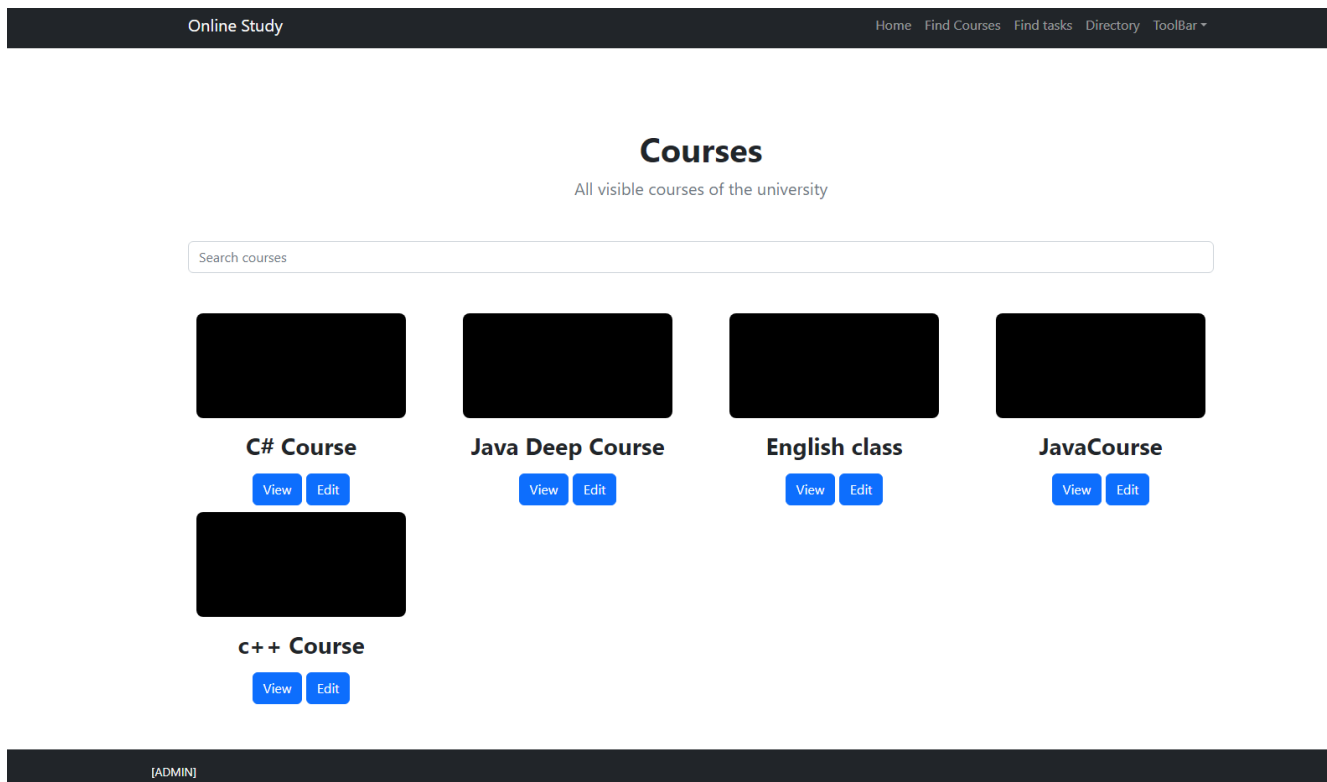 Online Study
Home Find Courses Find tasks Directory ToolBar
Courses
All visible courses of the university
Search courses
C# Course
Java Deep Course
English class
JavaCourse
View Edit
View Edit
View Edit
View Edit
c++ Course
View Edit
[ADMIN]